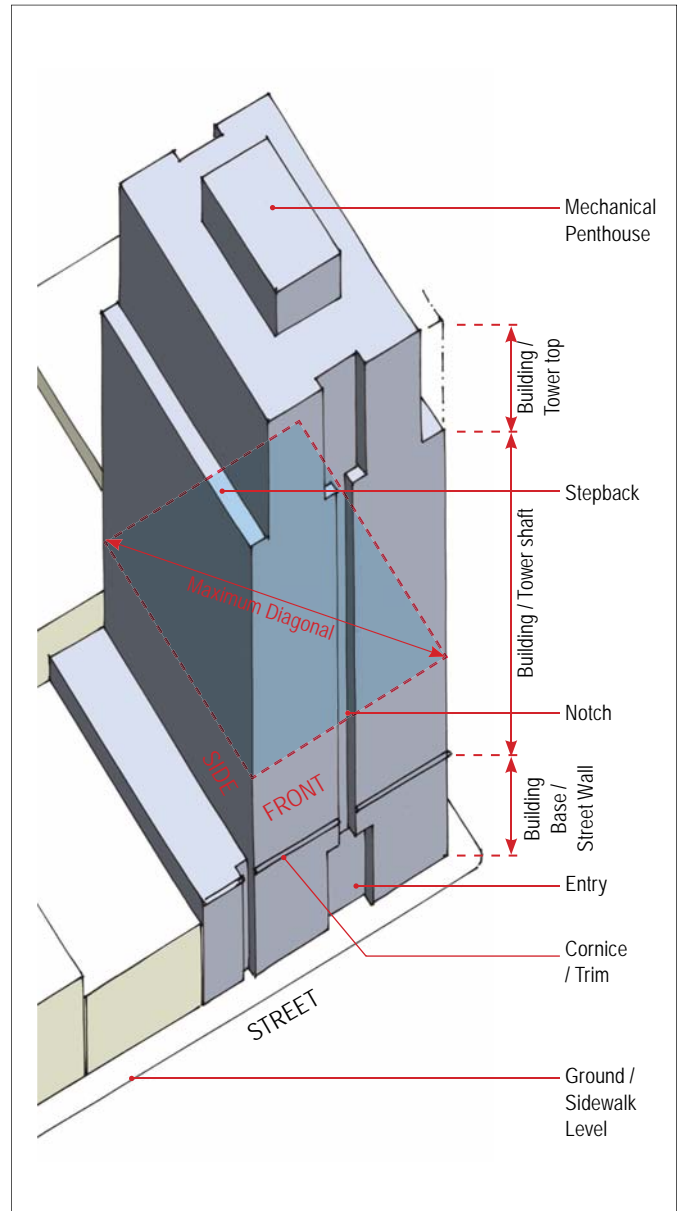 Mechanical
Penthouse
Building /
Tower top
Stepback
Building / Tower shaft
Maximum Diagonal
Notch
SIDE
FRONT
Building
Base /
Street Wall
Entry
Cornice
/ Trim
STREET
Ground /
Sidewalk
Level